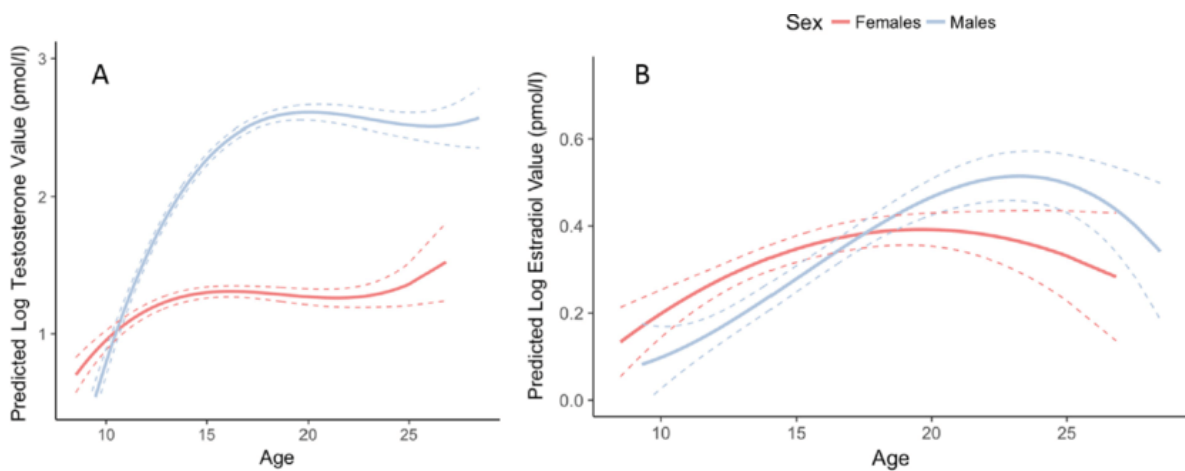 Sex Females Males
A
B
Predicted Log Testosterone Value (pmol/l)
3
2
1
10 15 20 25
Age
Predicted Log Estradiol Value (pmol/l)
0.6
0.4
0.2
0.0
10 15 20 25
Age